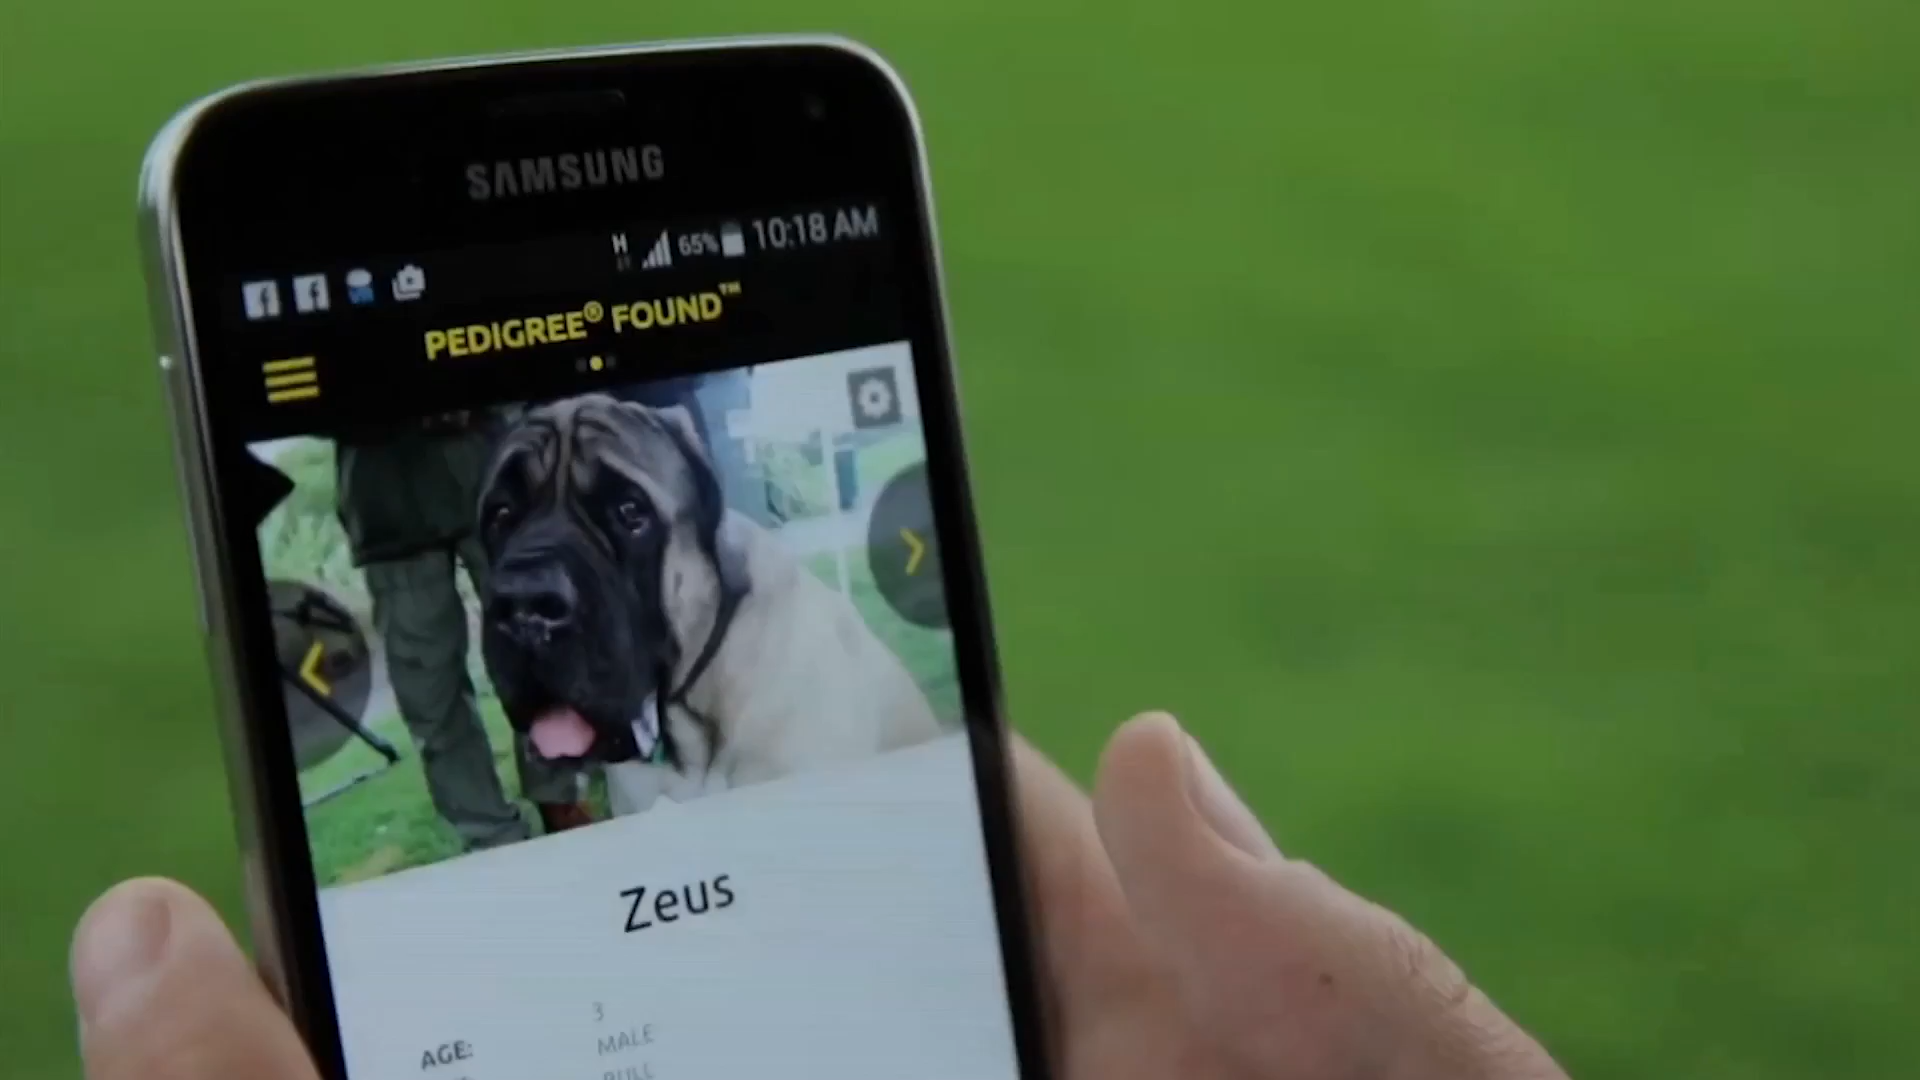 SAMSUNG
H 65% 10:18 AM
PEDIGREE® FOUND™
Zeus
3
AGE:
MALE